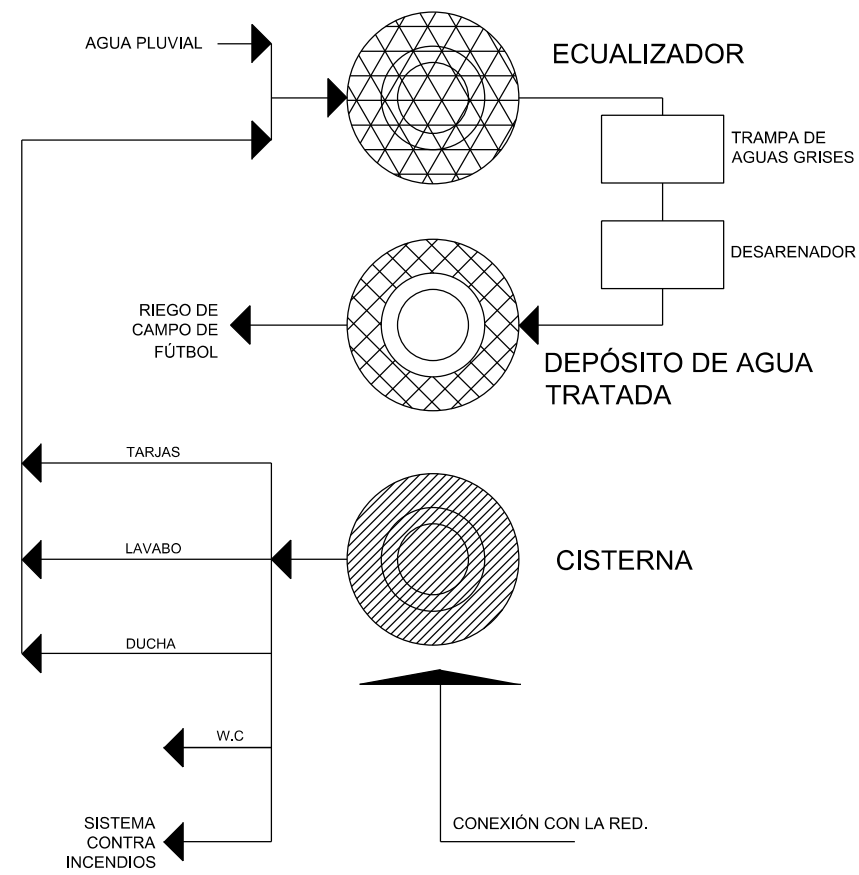 AGUA PLUVIAL
ECUALIZADOR
TRAMPA DE
AGUAS GRISES
DESARENADOR
RIEGO DE
CAMPO DE
FÚTBOL
DEPÓSITO DE AGUA
TRATADA
TARJAS
LAVABO
CISTERNA
DUCHA
W.C
SISTEMA
CONTRA
INCENDIOS
CONEXIÓN CON LA RED.